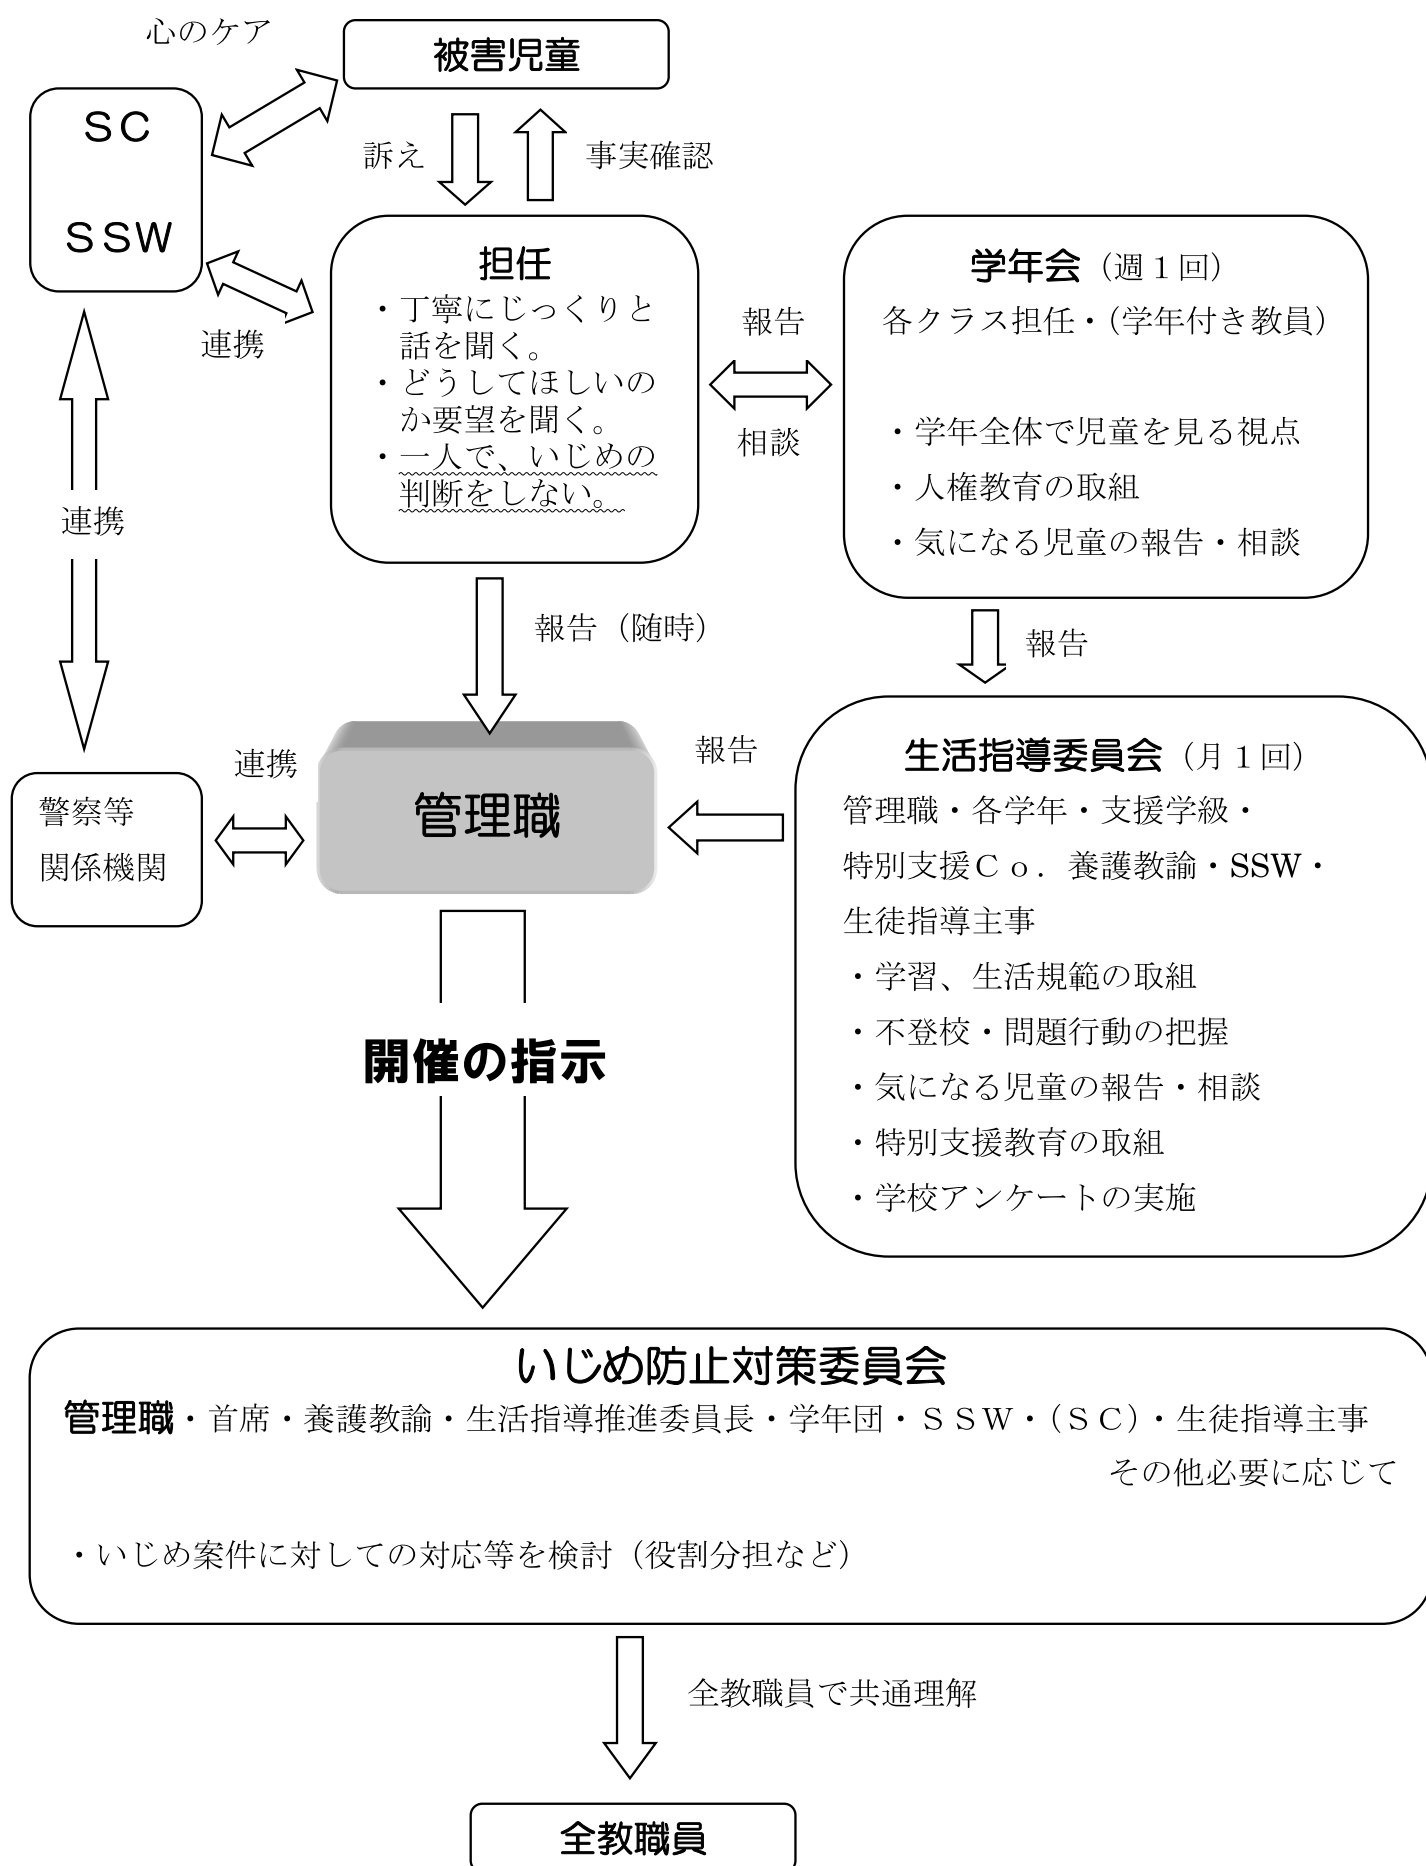 心のケア
被害児童
SC
SSW
訴え
事実確認
連携
担任
・丁寧にじっくりと
話を聞く。
・どうしてほしいの
か要望を聞く。
・一人で、いじめの
判断をしない。
報告
相談
学年会（週１回）
各クラス担任・（学年付き教員）
・学年全体で児童を見る視点
・人権教育の取組
・気になる児童の報告・相談
連携
報告（随時）
報告
警察等
関係機関
連携
管理職
報告
生活指導委員会（月１回）
管理職・各学年・支援学級・
特別支援Ｃｏ．養護教諭・SSW・
生徒指導主事
・学習、生活規範の取組
・不登校・問題行動の把握
・気になる児童の報告・相談
・特別支援教育の取組
・学校アンケートの実施
開催の指示
いじめ防止対策委員会
管理職・首席・養護教諭・生活指導推進委員長・学年団・ＳＳＷ・（ＳＣ）・生徒指導主事
その他必要に応じて
・いじめ案件に対しての対応等を検討（役割分担など）
全教職員で共通理解
全教職員